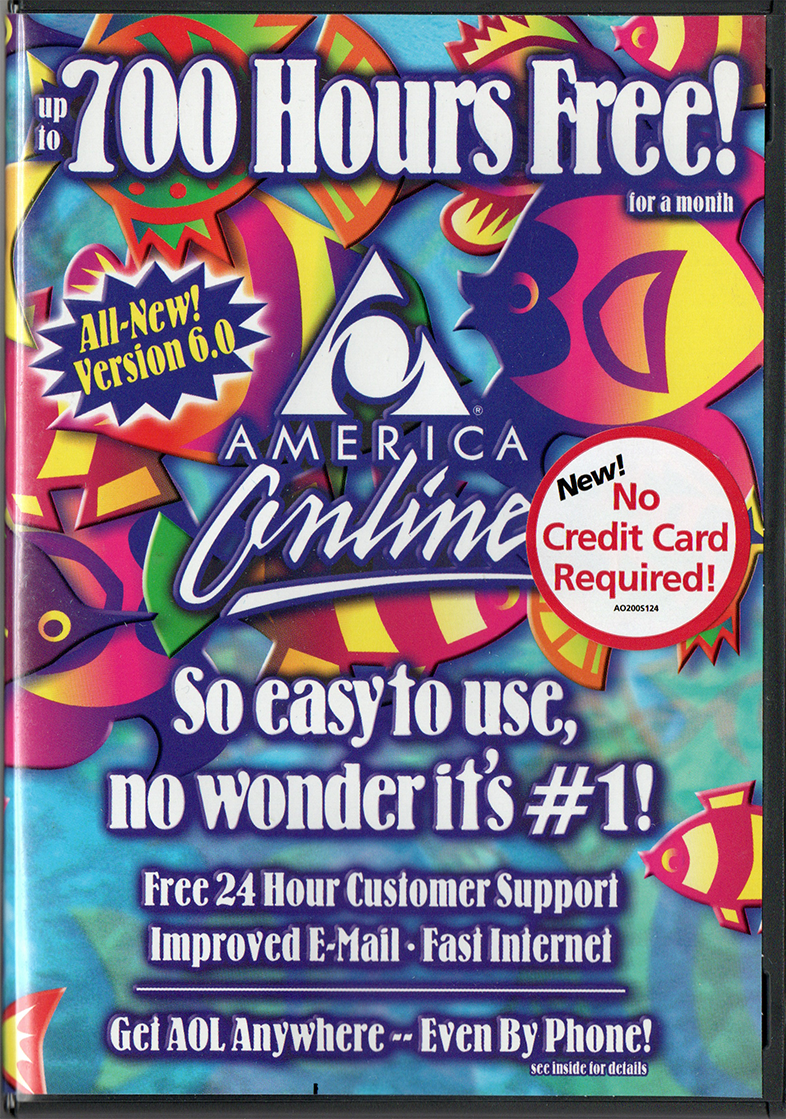 up to 700 Hours Free!
for a month
All-New!
Version 6.0
®
AMERICA
Online
New!
No
Credit Card
Required!
AO200S124
So easy to use,
no wonder it's #1!
Free 24 Hour Customer Support
Improved E-Mail · Fast Internet
Get AOL Anywhere -- Even By Phone!
see inside for details